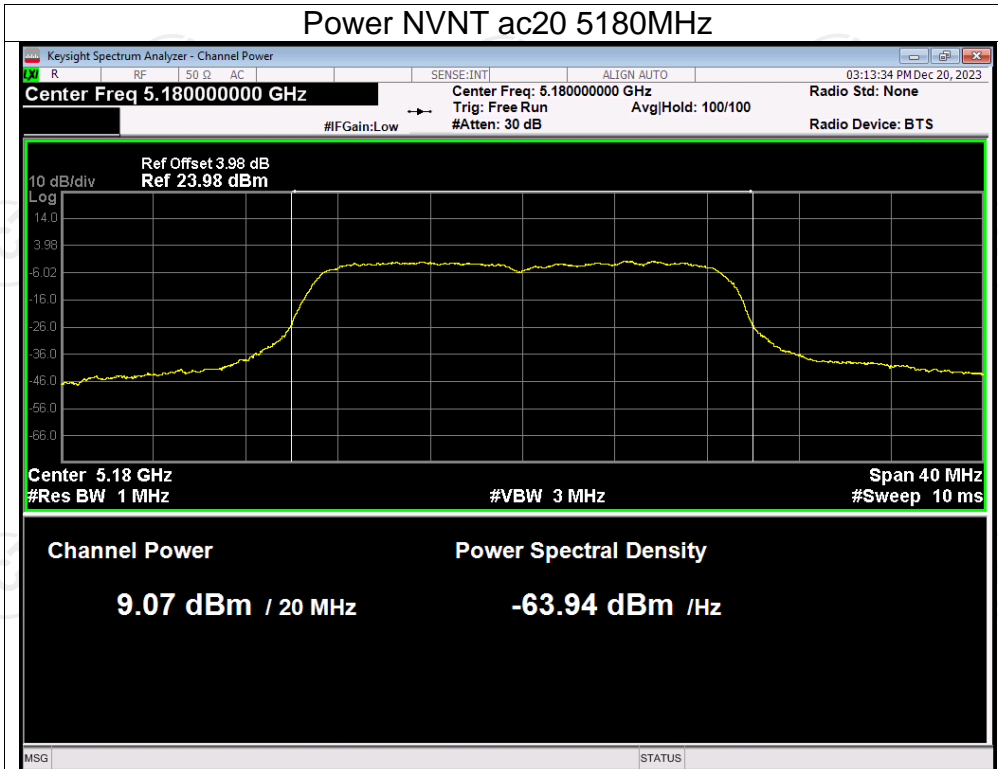 Power NVNT ac20 5180MHz
Keysight Spectrum Analyzer - Channel Power
LXI R RF 50 Ω AC SENSE:INT ALIGN AUTO 03:13:34 PM Dec 20, 2023
Center Freq 5.180000000 GHz Center Freq: 5.180000000 GHz Radio Std: None
Trig: Free Run Avg|Hold: 100/100
#IFGain:Low #Atten: 30 dB Radio Device: BTS
Ref Offset 3.98 dB
10 dB/div Ref 23.98 dBm
Log
14.0
3.98
-6.02
-16.0
-26.0
-36.0
-46.0
-56.0
-66.0
Center 5.18 GHz Span 40 MHz
#Res BW 1 MHz #VBW 3 MHz #Sweep 10 ms
Channel Power Power Spectral Density
9.07 dBm / 20 MHz -63.94 dBm /Hz
MSG STATUS